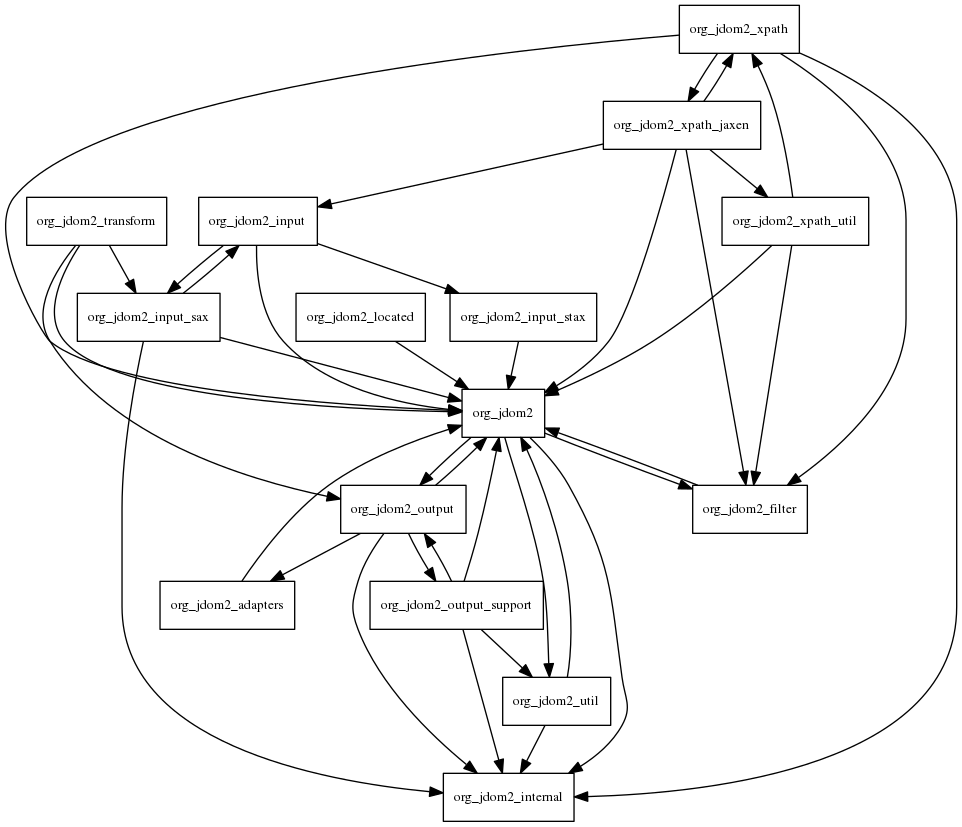 org_jdom2_xpath
org_jdom2_xpath_jaxen
org_jdom2_transform
org_jdom2_input
org_jdom2_xpath_util
org_jdom2_input_sax
org_jdom2_located
org_jdom2_input_stax
org_jdom2
org_jdom2_output
org_jdom2_filter
org_jdom2_adapters
org_jdom2_output_support
org_jdom2_util
org_jdom2_internal